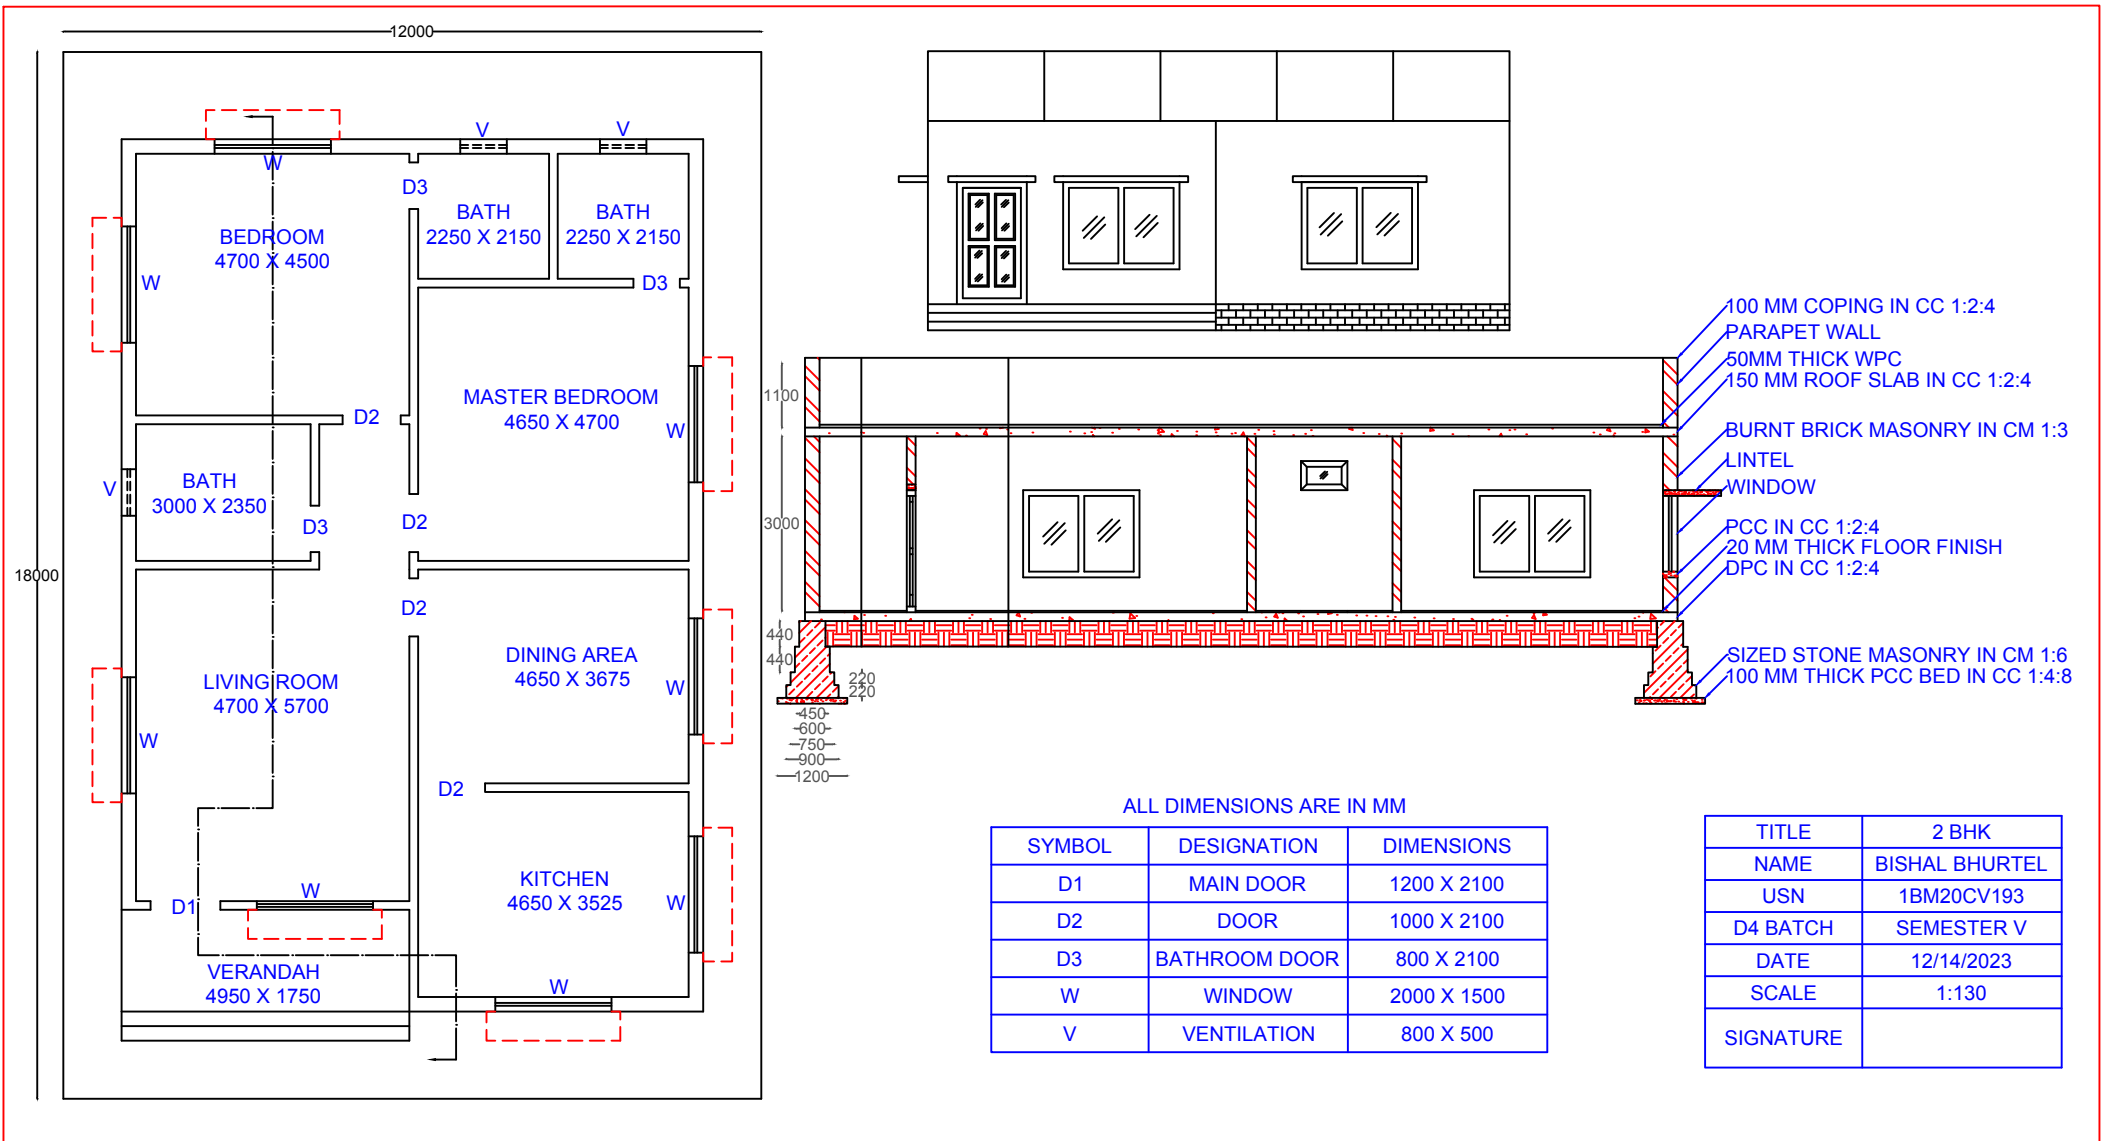 12000
18000
W
V
V
D3
BEDROOM
4700 X 4500
BATH
2250 X 2150
BATH
2250 X 2150
W
D3
D2
MASTER BEDROOM
4650 X 4700
W
BATH
3000 X 2350
V
D3
D2
D2
LIVING ROOM
4700 X 5700
W
DINING AREA
4650 X 3675
W
D2
KITCHEN
4650 X 3525
W
W
D1
W
VERANDAH
4950 X 1750
100 MM COPING IN CC 1:2:4
PARAPET WALL
50MM THICK WPC
150 MM ROOF SLAB IN CC 1:2:4
BURNT BRICK MASONRY IN CM 1:3
LINTEL
WINDOW
PCC IN CC 1:2:4
20 MM THICK FLOOR FINISH
DPC IN CC 1:2:4
SIZED STONE MASONRY IN CM 1:6
100 MM THICK PCC BED IN CC 1:4:8
1100
3000
440
440
220
220
450
600
750
900
1200
ALL DIMENSIONS ARE IN MM
SYMBOL DESIGNATION DIMENSIONS
D1 MAIN DOOR 1200 X 2100
D2 DOOR 1000 X 2100
D3 BATHROOM DOOR 800 X 2100
W WINDOW 2000 X 1500
V VENTILATION 800 X 500
TITLE 2 BHK
NAME BISHAL BHURTEL
USN 1BM20CV193
D4 BATCH SEMESTER V
DATE 12/14/2023
SCALE 1:130
SIGNATURE